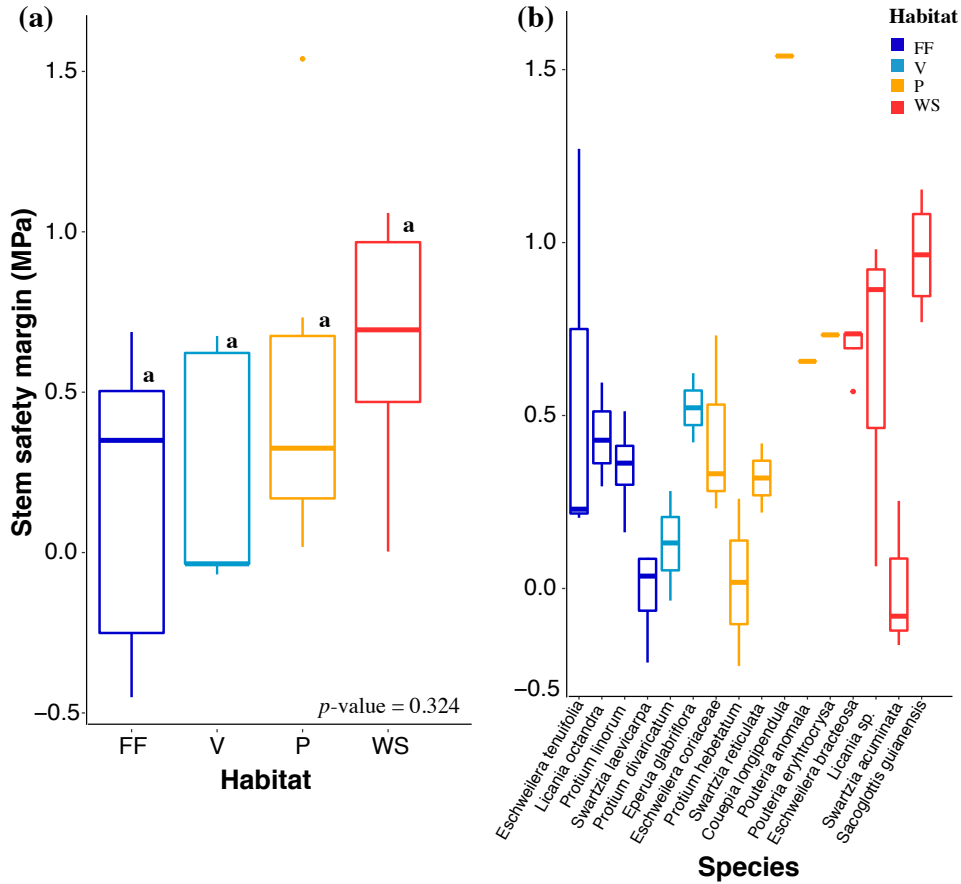 (a)
Stem safety margin (MPa)
1.5
1.0
0.5
0.0
−0.5
a
a
a
a
p-value = 0.324
FF
V
P
WS
Habitat
(b)
Habitat
FF
V
P
WS
1.5
1.0
0.5
0.0
−0.5
Eschweilera tenuifolia
Licania octandra
Protium linorum
Swartzia laevicarpa
Protium divaricatum
Eperua glabriflora
Eschweilera coriaceae
Protium hebetatum
Swartzia reticulata
Couepia longipendula
Pouteria anomala
Pouteria eryhtrocrysa
Eschweilera bracteosa
Licania sp.
Swartzia acuminata
Sacoglottis guianensis
Species